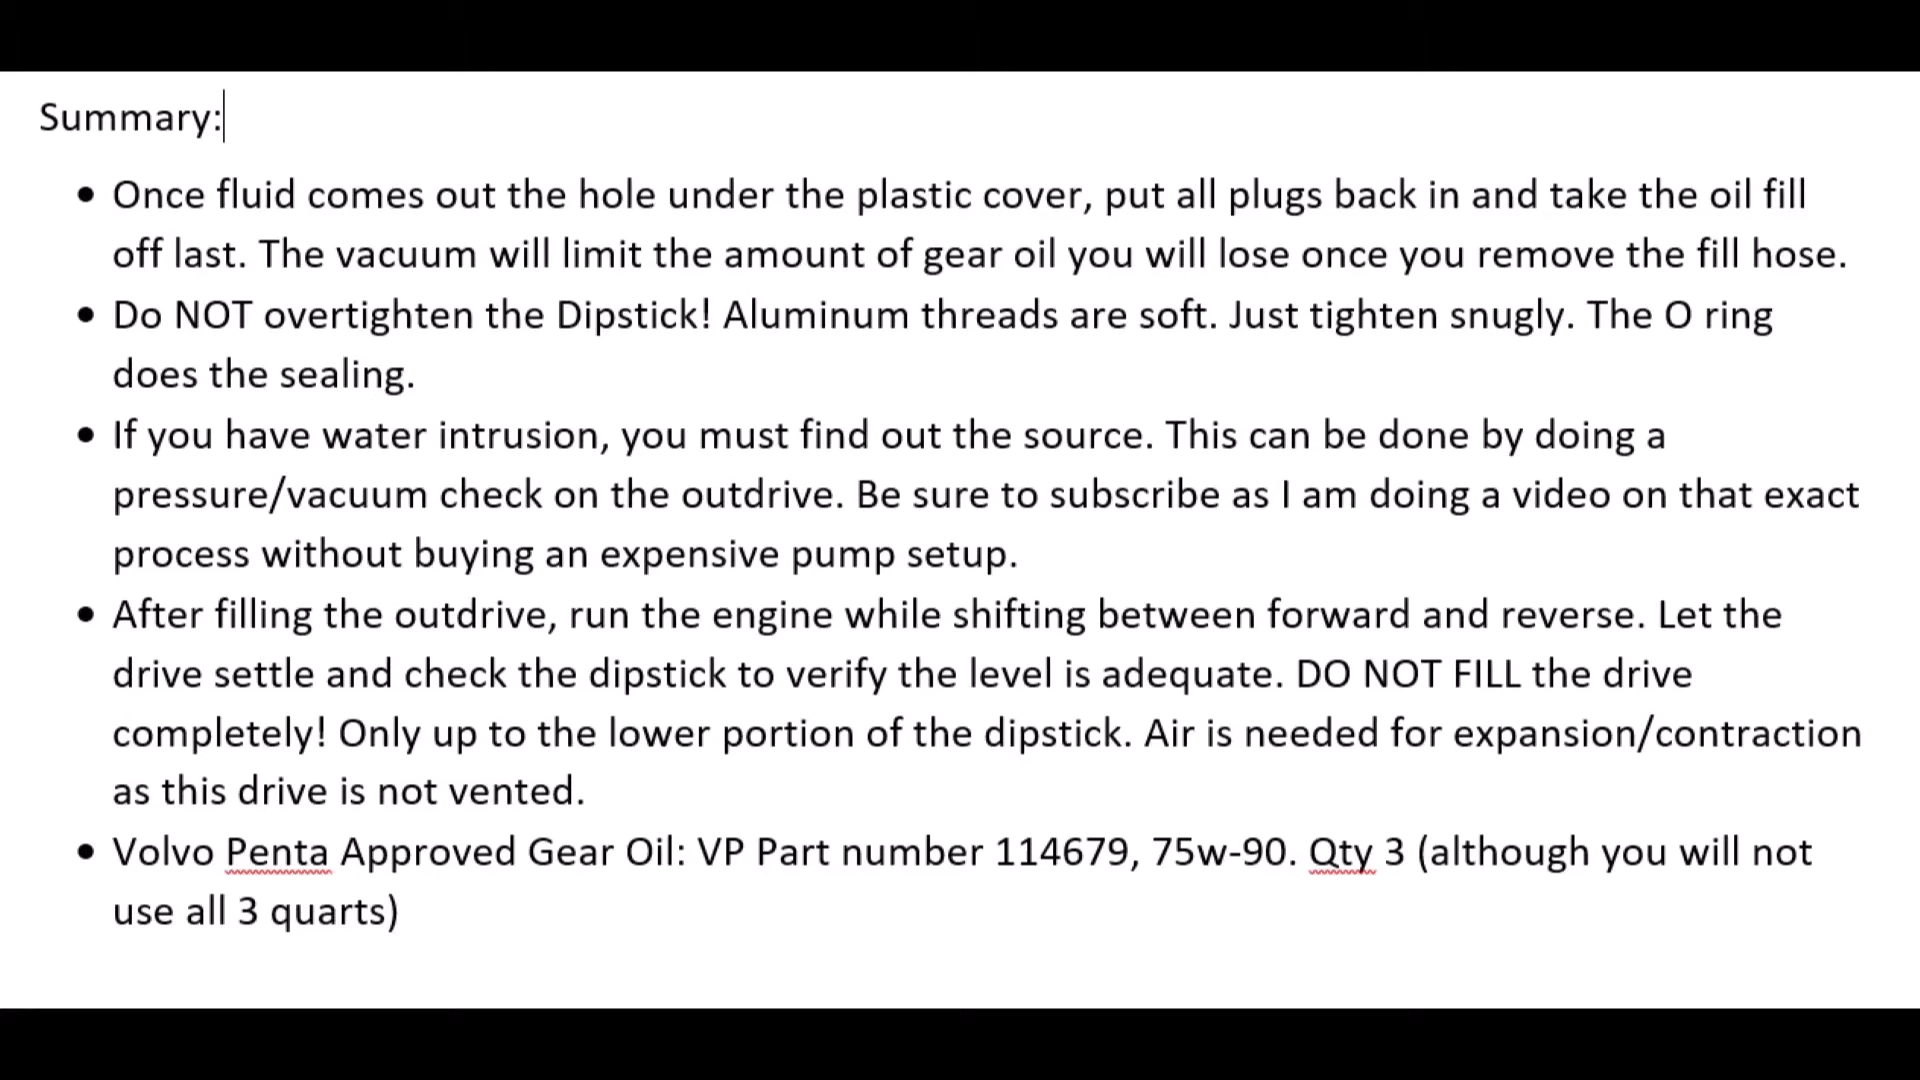 Summary:
• Once fluid comes out the hole under the plastic cover, put all plugs back in and take the oil fill
off last. The vacuum will limit the amount of gear oil you will lose once you remove the fill hose.
• Do NOT overtighten the Dipstick! Aluminum threads are soft. Just tighten snugly. The O ring
does the sealing.
• If you have water intrusion, you must find out the source. This can be done by doing a
pressure/vacuum check on the outdrive. Be sure to subscribe as I am doing a video on that exact
process without buying an expensive pump setup.
• After filling the outdrive, run the engine while shifting between forward and reverse. Let the
drive settle and check the dipstick to verify the level is adequate. DO NOT FILL the drive
completely! Only up to the lower portion of the dipstick. Air is needed for expansion/contraction
as this drive is not vented.
• Volvo Penta Approved Gear Oil: VP Part number 114679, 75w-90. Qty 3 (although you will not
use all 3 quarts)